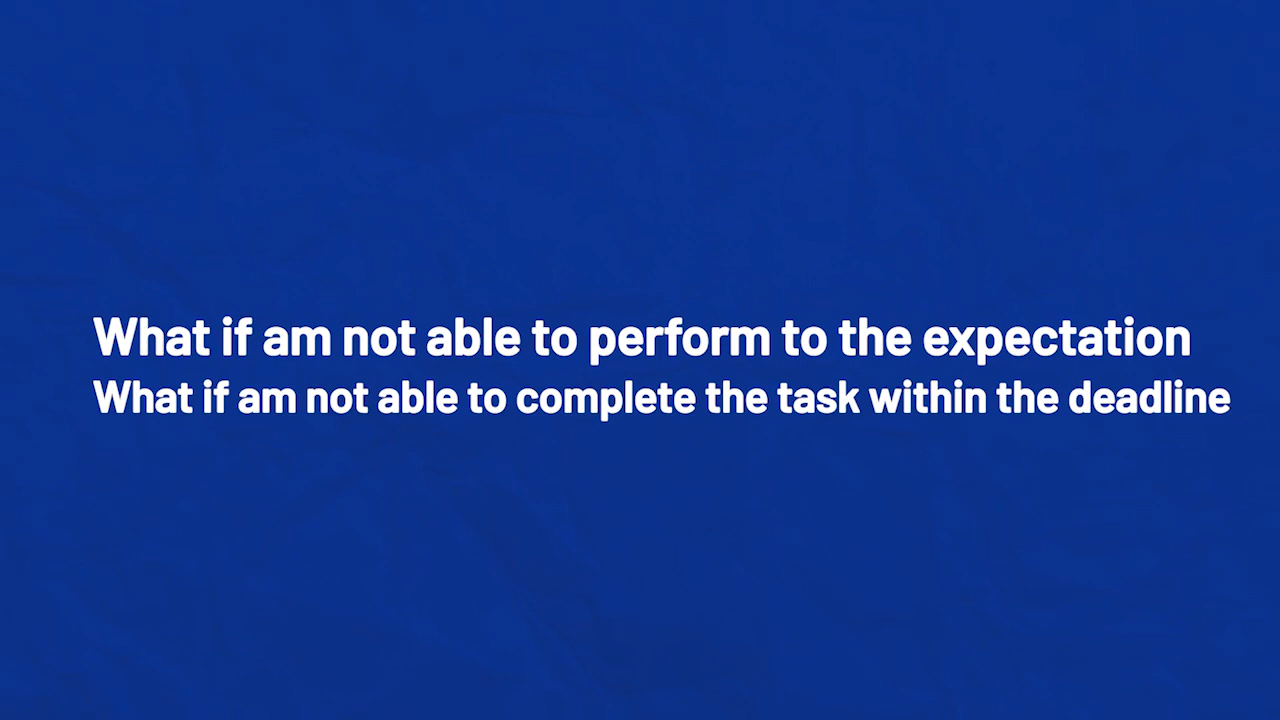 What if am not able to perform to the expectation
What if am not able to complete the task within the deadline